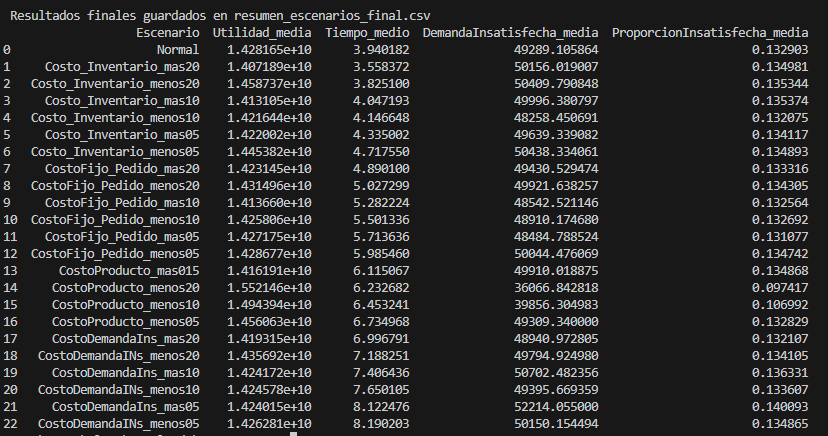 Resultados finales guardados en resumen_escenarios_final.csv
Escenario Utilidad_media Tiempo_media DemandaInsatisfecha_media ProporcionInsatisfecha_media
0 Normal 1.428165e+10 3.940182 49289.105864 0.132903
1 Costo_Inventario_mas20 1.407189e+10 3.558372 50156.019007 0.134981
2 Costo_Inventario_menos20 1.458737e+10 3.825100 50409.790848 0.135344
3 Costo_Inventario_mas10 1.413105e+10 4.047193 49996.380797 0.135374
4 Costo_Inventario_menos10 1.421644e+10 4.146648 48258.450691 0.132075
5 Costo_Inventario_mas05 1.422002e+10 4.335002 49639.339082 0.134117
6 Costo_Inventario_menos05 1.445382e+10 4.717550 50438.334061 0.134893
7 CostoFijo_Pedido_mas20 1.423145e+10 4.890100 49430.529474 0.133316
8 CostoFijo_Pedido_menos20 1.431496e+10 5.027299 49921.638257 0.134305
9 CostoFijo_Pedido_mas10 1.413660e+10 5.282224 48542.521146 0.132564
10 CostoFijo_Pedido_menos10 1.425806e+10 5.501336 48910.174680 0.132692
11 CostoFijo_Pedido_mas05 1.427175e+10 5.713636 48484.788524 0.131077
12 CostoFijo_Pedido_menos05 1.428677e+10 5.985460 50044.476069 0.134742
13 CostoProducto_mas015 1.416191e+10 6.115067 49910.018875 0.134868
14 CostoProducto_menos20 1.552146e+10 6.232682 36066.842818 0.097417
15 CostoProducto_menos10 1.494394e+10 6.453241 39856.304983 0.106992
16 CostoProducto_menos05 1.456063e+10 6.734968 49309.340000 0.132829
17 CostoDemandaIns_mas20 1.419315e+10 6.996791 48940.972805 0.132107
18 CostoDemandaINs_menos20 1.435692e+10 7.188251 49794.924980 0.134105
19 CostoDemandaIns_mas10 1.424172e+10 7.406436 50702.482356 0.136331
20 CostoDemandaINs_menos10 1.424578e+10 7.650105 49395.669359 0.133607
21 CostoDemandaIns_mas05 1.424015e+10 8.122476 52214.055000 0.140093
22 CostoDemandaINs_menos05 1.426281e+10 8.190203 50150.154494 0.134865